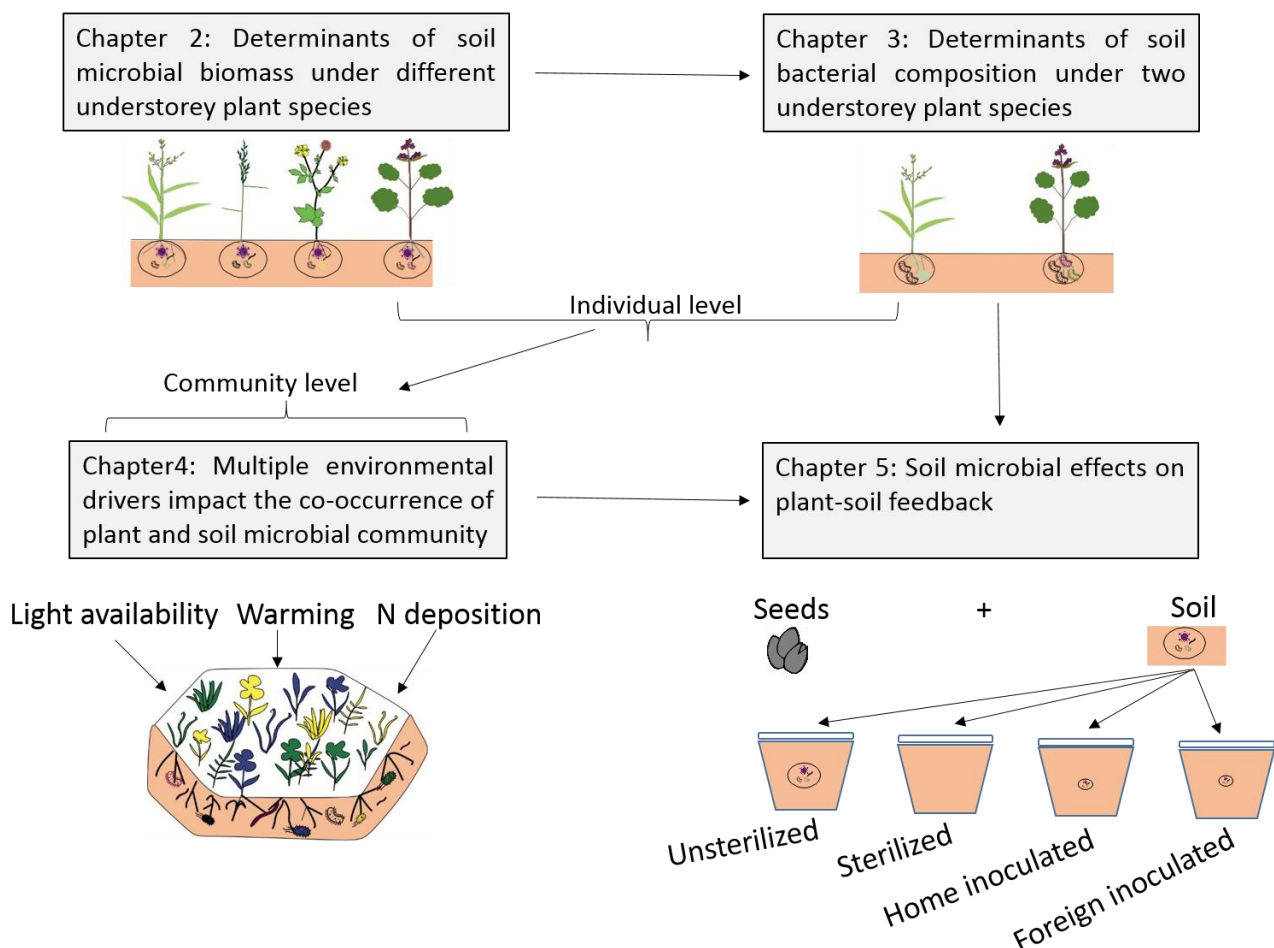 Chapter 2: Determinants of soil
microbial biomass under different
understorey plant species
Chapter 3: Determinants of soil
bacterial composition under two
understorey plant species
Individual level
Community level
Chapter4: Multiple environmental
drivers impact the co-occurrence of
plant and soil microbial community
Chapter 5: Soil microbial effects on
plant-soil feedback
Light availability Warming N deposition
Seeds + Soil
Unsterilized
Sterilized
Home inoculated
Foreign inoculated